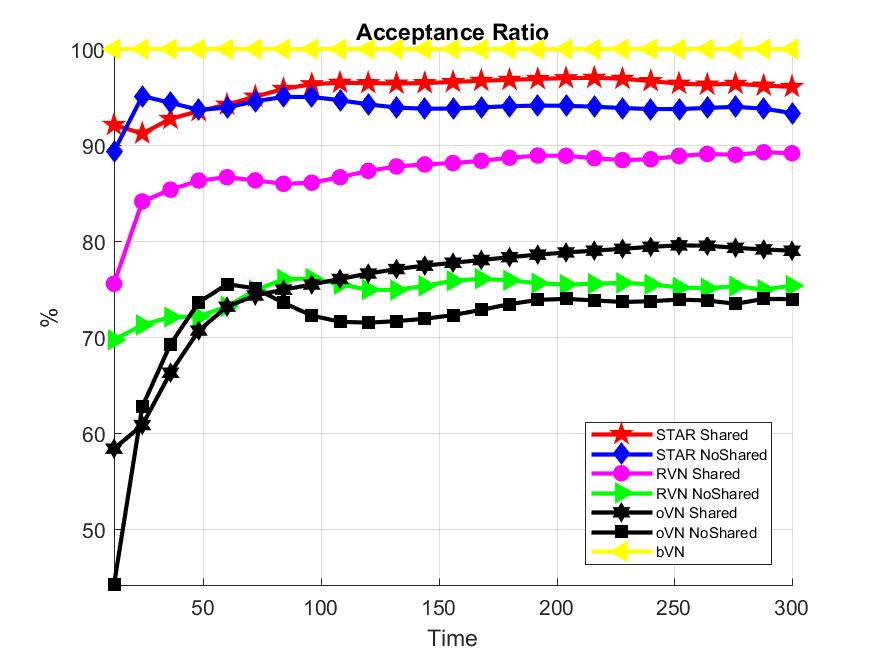 Acceptance Ratio
100
90
80
70
60
50
%
50 100 150 200 250 300
Time
STAR Shared
STAR NoShared
RVN Shared
RVN NoShared
oVN Shared
oVN NoShared
bVN